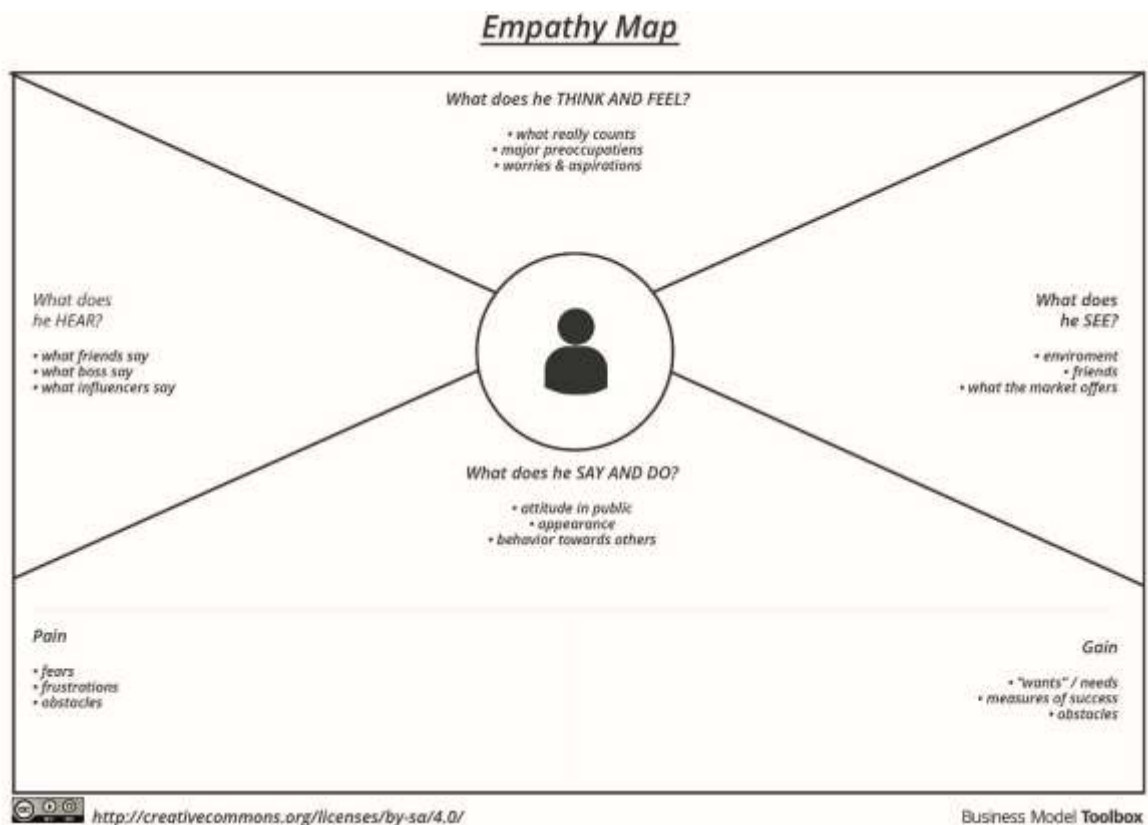 Empathy Map
What does he THINK AND FEEL?
• what really counts
• major preoccupatiens
• worries & aspirations
What does
he HEAR?
• what friends say
• what boss say
• what influencers say
What does
he SEE?
• enviroment
• friends
• what the market offers
What does he SAY AND DO?
• attitude in public
• appearance
• behavior towards others
Pain
• fears
• frustrations
• obstacles
Gain
• "wants" / needs
• measures of success
• obstacles
http://creativecommons.org/licenses/by-sa/4.0/
Business Model Toolbox